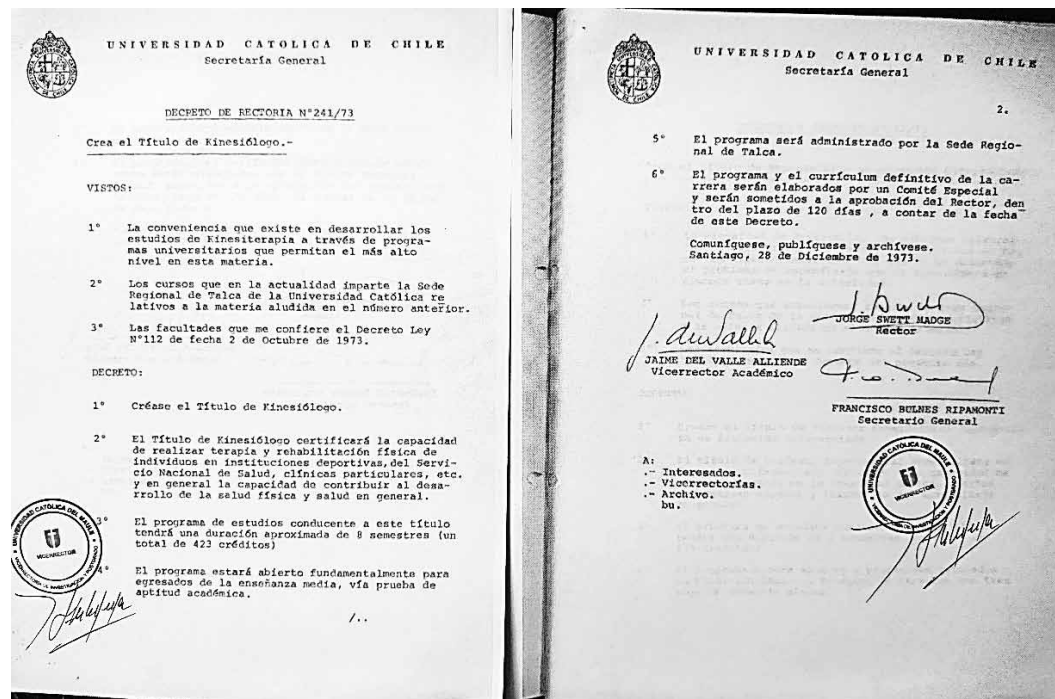 UNIVERSIDAD CATOLICA DE CHILE
Secretaría General
DECRETO DE RECTORIA N°241/73
Crea el Título de Kinesiólogo.-
VISTOS:
1° La conveniencia que existe en desarrollar los
estudios de Kinesiterapia a través de progra-
mas universitarios que permitan el más alto
nivel en esta materia.
2° Los cursos que en la actualidad imparte la Sede
Regional de Talca de la Universidad Católica re
lativos a la materia aludida en el número anterior.
3° Las facultades que me confiere el Decreto Ley
N°112 de fecha 2 de Octubre de 1973.
DECRETO:
1° Créase el Título de Kinesiólogo.
2° El Título de Kinesiólogo certificará la capacidad
de realizar terapia y rehabilitación física de
individuos en instituciones deportivas, del Servi-
cio Nacional de Salud, clínicas particulares, etc.
y en general la capacidad de contribuir al desa-
rrollo de la salud física y salud en general.
3° El programa de estudios conducente a este título
tendrá una duración aproximada de 8 semestres (un
total de 423 créditos)
4° El programa estará abierto fundamentalmente para
egresados de la enseñanza media, vía prueba de
aptitud académica.
/..
UNIVERSIDAD CATOLICA DEL MAULE
VICERRECTOR
UNIVERSIDAD CATOLICA DE CHILE
Secretaría General
2.
5° El programa será administrado por la Sede Regio-
nal de Talca.
6° El programa y el currículum definitivo de la ca-
rrera serán elaborados por un Comité Especial
y serán sometidos a la aprobación del Rector, den
tro del plazo de 120 días , a contar de la fecha
de este Decreto.
Comuníquese, publíquese y archívese.
Santiago, 28 de Diciembre de 1973.
JORGE SWETT MADGE
Rector
JAIME DEL VALLE ALLIENDE
Vicerrector Académico
FRANCISCO BULNES RIPAMONTI
Secretario General
A:
.- Interesados.
.- Vicerrectorías.
.- Archivo.
bu.
UNIVERSIDAD CATOLICA DEL MAULE
VICERRECTOR